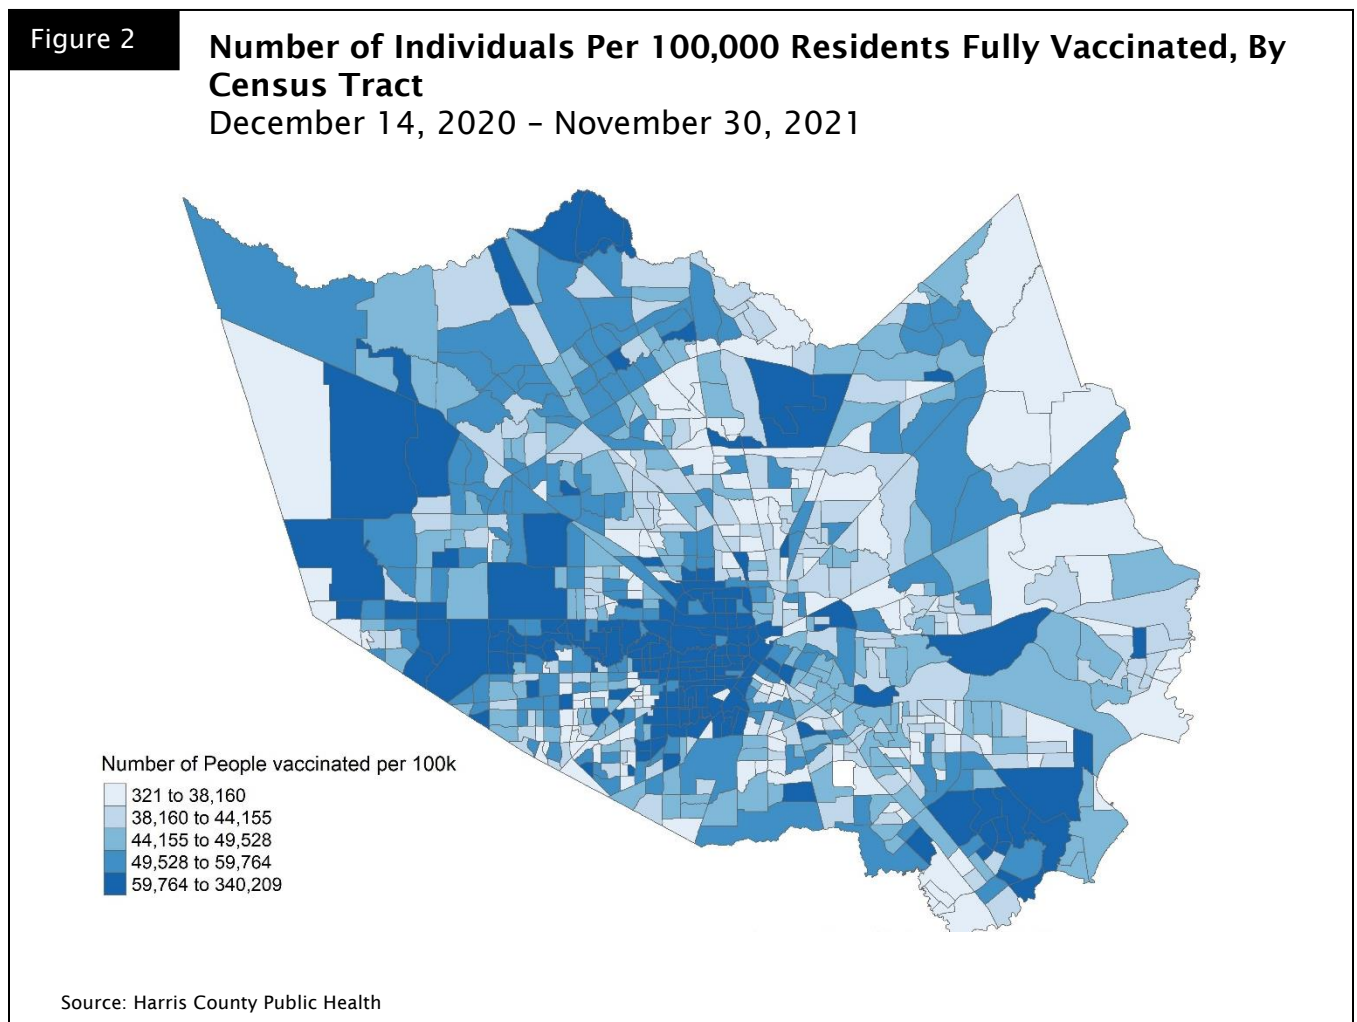 Figure 2
Number of Individuals Per 100,000 Residents Fully Vaccinated, By
Census Tract
December 14, 2020 – November 30, 2021
Number of People vaccinated per 100k
321 to 38,160
38,160 to 44,155
44,155 to 49,528
49,528 to 59,764
59,764 to 340,209
Source: Harris County Public Health